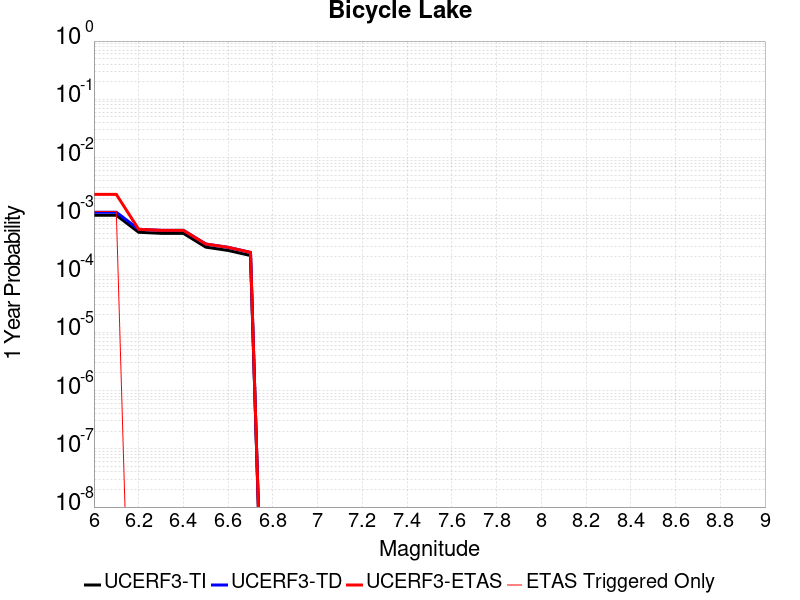 Bicycle Lake
10^0
10^-1
10^-2
10^-3
10^-4
10^-5
10^-6
10^-7
10^-8
1 Year Probability
6 6.2 6.4 6.6 6.8 7 7.2 7.4 7.6 7.8 8 8.2 8.4 8.6 8.8 9
Magnitude
UCERF3-TI UCERF3-TD UCERF3-ETAS ETAS Triggered Only